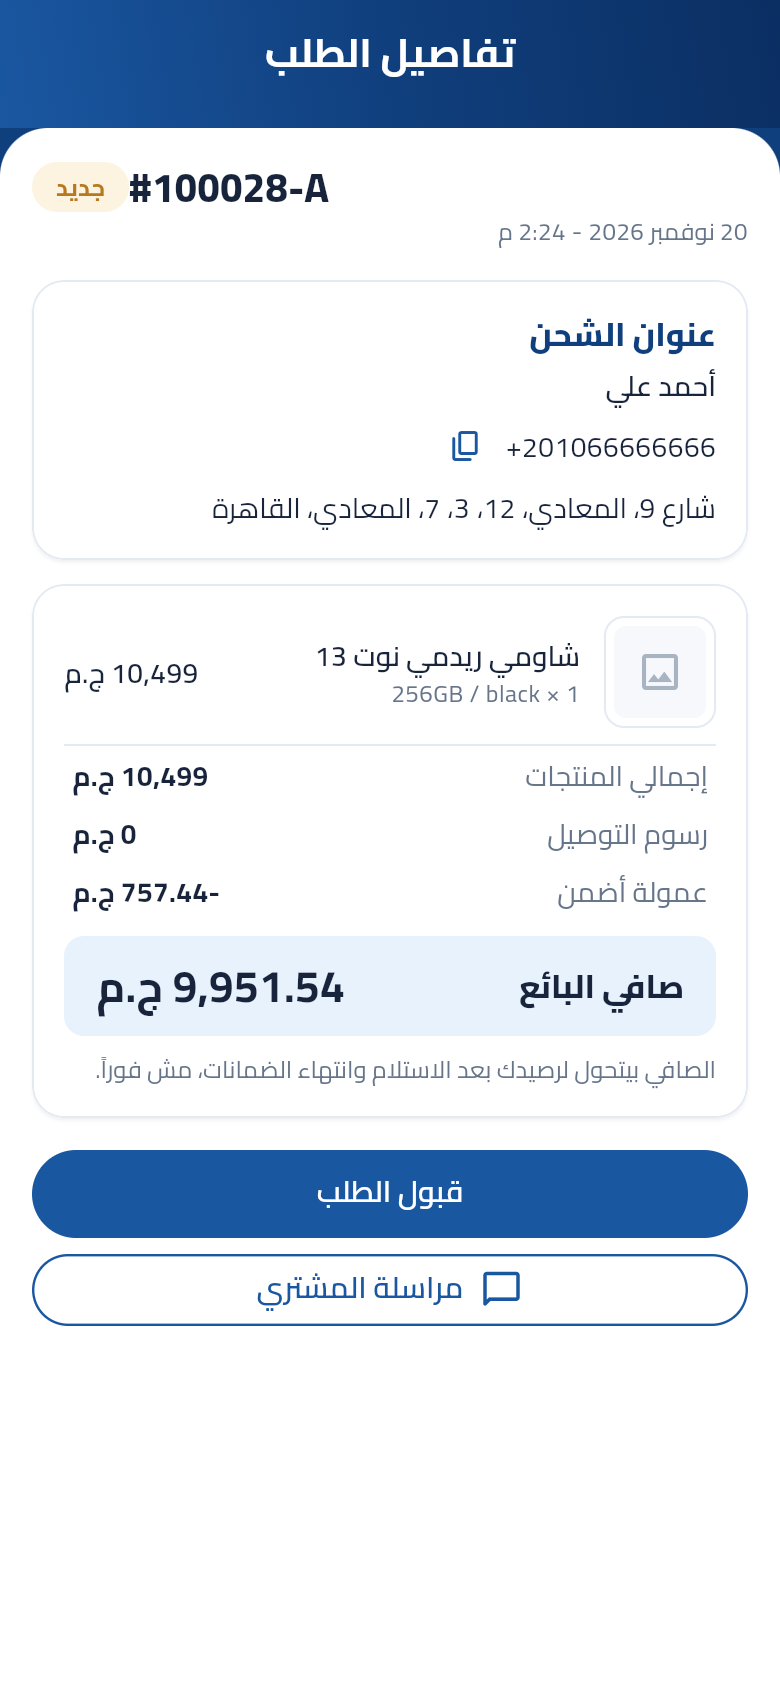 تفاصيل الطلب
#100028-A
جديد
20 نوفمبر 2026 - 2:24 م
عنوان الشحن
أحمد علي
+201066666666
شارع 9، المعادي، 12، 3، 7، المعادي، القاهرة
شاومي ريدمي نوت 13
256GB / black × 1
10,499 ج.م
إجمالي المنتجات
10,499 ج.م
رسوم التوصيل
0 ج.م
عمولة أضمن
-757.44 ج.م
صافي البائع
9,951.54 ج.م
الصافي بيتحول لرصيدك بعد الاستلام وانتهاء الضمانات، مش فوراً.
قبول الطلب
مراسلة المشتري